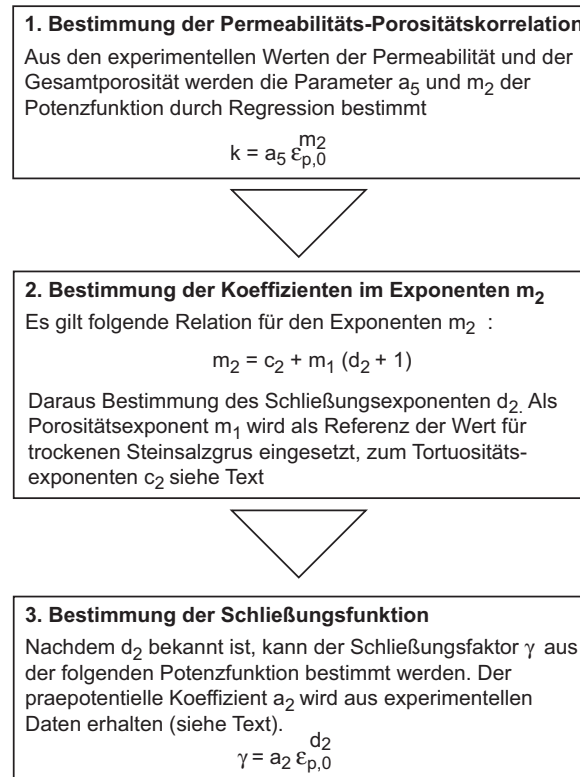 1. Bestimmung der Permeabilitäts-Porositätskorrelation
Aus den experimentellen Werten der Permeabilität und der
Gesamtporosität werden die Parameter a₅ und m₂ der
Potenzfunktion durch Regression bestimmt
k = a₅ ε_{p,0}^{m₂}
2. Bestimmung der Koeffizienten im Exponenten m₂
Es gilt folgende Relation für den Exponenten m₂ :
m₂ = c₂ + m₁ (d₂ + 1)
Daraus Bestimmung des Schließungsexponenten d₂. Als
Porositätsexponent m₁ wird als Referenz der Wert für
trockenen Steinsalzgrus eingesetzt, zum Tortuositäts-
exponenten c₂ siehe Text
3. Bestimmung der Schließungsfunktion
Nachdem d₂ bekannt ist, kann der Schließungsfaktor γ aus
der folgenden Potenzfunktion bestimmt werden. Der
praepotentielle Koeffizient a₂ wird aus experimentellen
Daten erhalten (siehe Text).
γ = a₂ ε_{p,0}^{d₂}